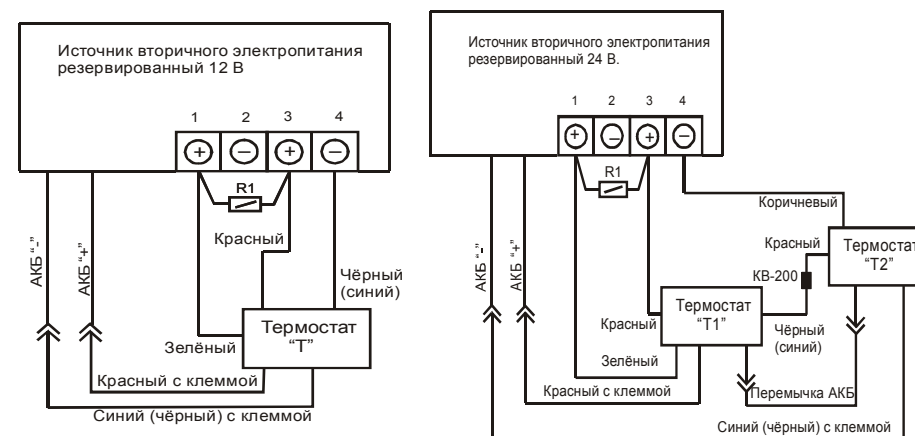 Источник вторичного электропитания
резервированный 12 В
1 2 3 4
+ − + −
R1
АКБ "-"
АКБ "+"
Красный
Чёрный
(синий)
Термостат
"Т"
Зелёный
Красный с клеммой
Синий (чёрный) с клеммой
Источник вторичного электропитания
резервированный 24 В.
1 2 3 4
+ − + −
R1
АКБ "-"
АКБ "+"
Коричневый
Красный
Термостат
"Т2"
КВ-200
Термостат
"Т1"
Красный
Чёрный
(синий)
Зелёный
Красный с клеммой
Перемычка АКБ
Синий (чёрный) с клеммой